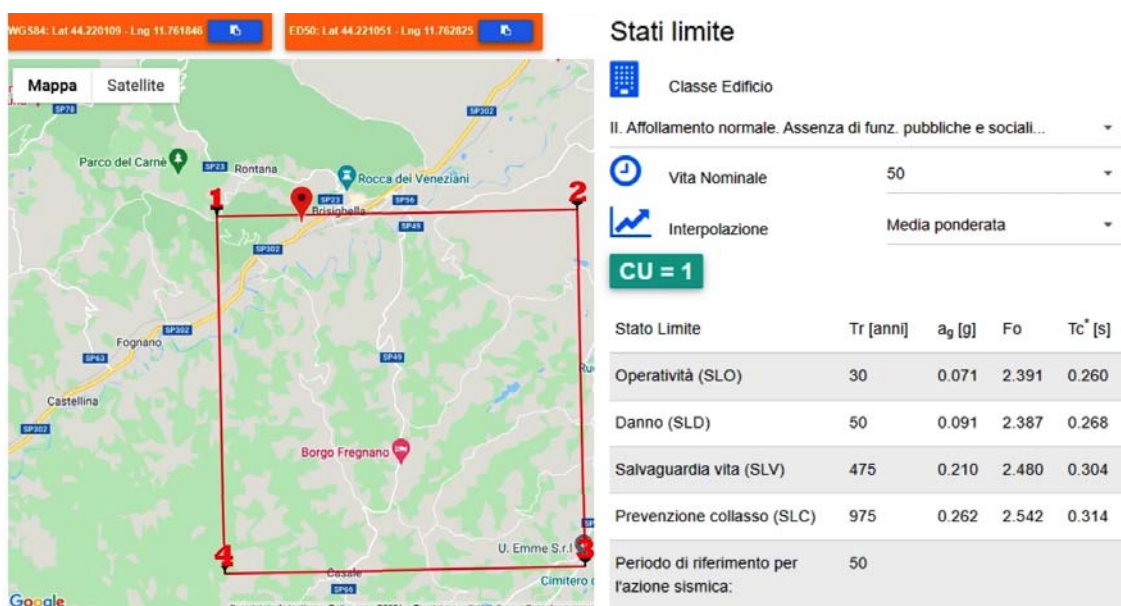 WGS84: Lat 44.220109 - Lng 11.761846
ED50: Lat 44.221051 - Lng 11.762825
Mappa
Satellite
SP78
SP302
Parco del Carnè
SP23
Rontana
Rocca dei Veneziani
1
SP23
SP56
2
Brisighella
SP49
SP302
SP302
Fognano
SP63
SP49
Castellina
SP302
Borgo Fregnano
U. Emme S.r.l
3
4
Casale
SP66
Cimitero
Google
Stati limite
Classe Edificio
II. Affollamento normale. Assenza di funz. pubbliche e sociali...
Vita Nominale 50
Interpolazione Media ponderata
CU = 1
Stato Limite Tr [anni] ag [g] Fo Tc* [s]
Operatività (SLO) 30 0.071 2.391 0.260
Danno (SLD) 50 0.091 2.387 0.268
Salvaguardia vita (SLV) 475 0.210 2.480 0.304
Prevenzione collasso (SLC) 975 0.262 2.542 0.314
Periodo di riferimento per 50
l'azione sismica: